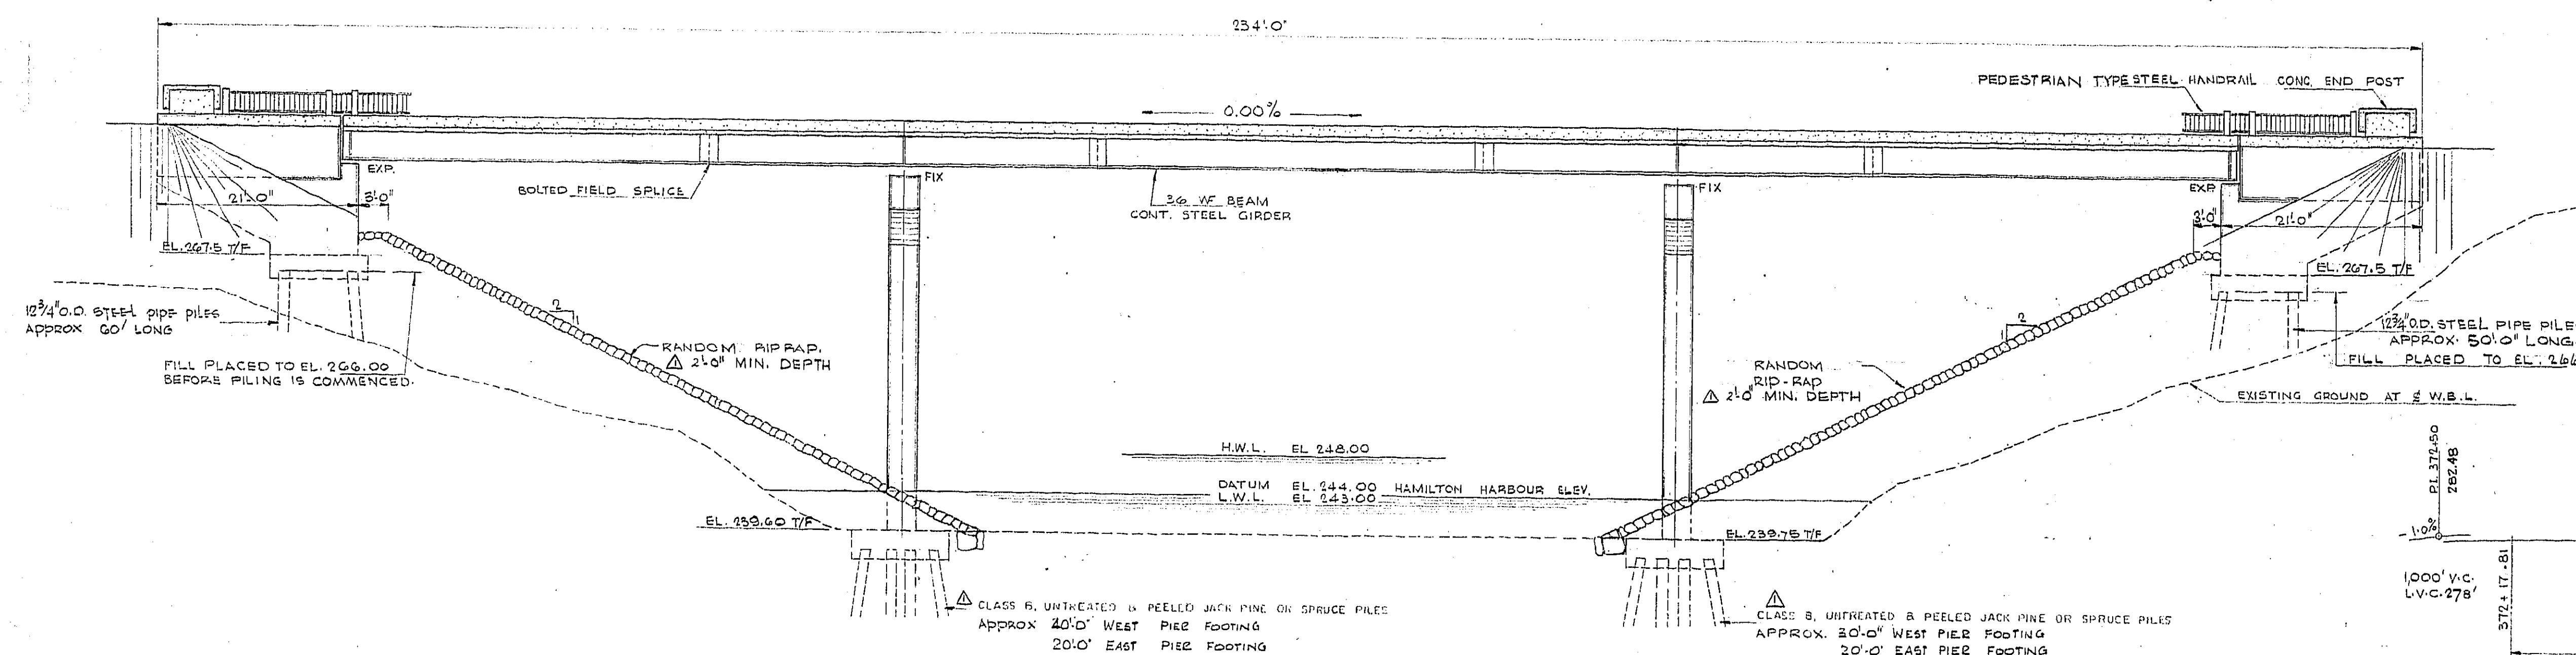 234'-0"
PEDESTRIAN TYPE STEEL HANDRAIL
CONC. END POST
0.00%
EXP.
BOLTED FIELD SPLICE
FIX
36 WF BEAM
CONT. STEEL GIRDER
FIX
EXP.
21'-0"
3'-0"
3'-0"
21'-0"
EL. 267.5 T/F
EL. 267.5 T/F
12¾" O.D. STEEL PIPE PILES
APPROX 60' LONG
FILL PLACED TO EL. 266.00
BEFORE PILING IS COMMENCED.
2
1
RANDOM RIPRAP.
1 2'-0" MIN. DEPTH
RANDOM
RIP-RAP
1 2'-0" MIN. DEPTH
2
1
12¾" O.D. STEEL PIPE PILE
APPROX. 50'-0" LONG
FILL PLACED TO EL. 266
EXISTING GROUND AT ℄ W.B.L.
H.W.L. EL 248.00
DATUM EL. 244.00 HAMILTON HARBOUR ELEV.
L.W.L. EL 243.00
EL. 239.60 T/F
EL. 239.75 T/F
1 CLASS B, UNTREATED & PEELED JACK PINE OR SPRUCE PILES
APPROX 40'-0" WEST PIER FOOTING
20'-0" EAST PIER FOOTING
1 CLASS B, UNTREATED & PEELED JACK PINE OR SPRUCE PILES
APPROX. 30'-0" WEST PIER FOOTING
20'-0" EAST PIER FOOTING
P.I. 372+50
282.48
-1.0%
1,000' V.C.
L.V.C. 278'
372+17.81